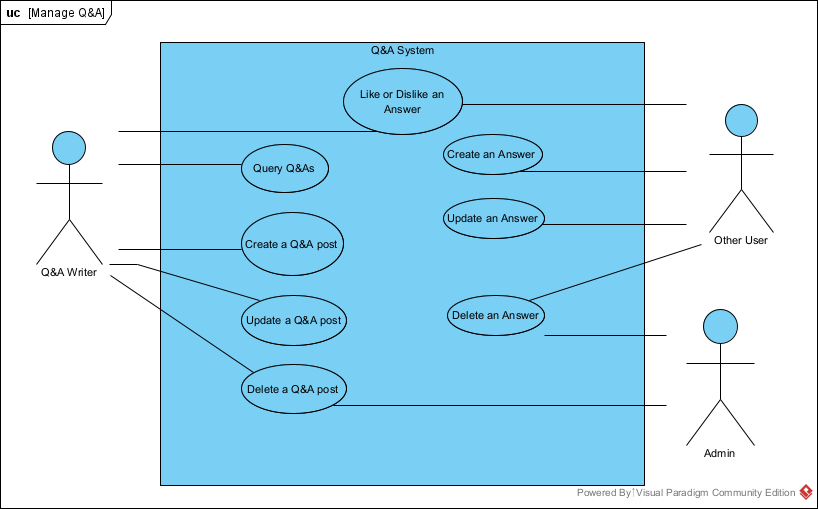 uc [Manage Q&A]
Q&A System
Like or Dislike an
Answer
Query Q&As
Create an Answer
Create a Q&A post
Update an Answer
Other User
Q&A Writer
Update a Q&A post
Delete an Answer
Delete a Q&A post
Admin
Powered By Visual Paradigm Community Edition